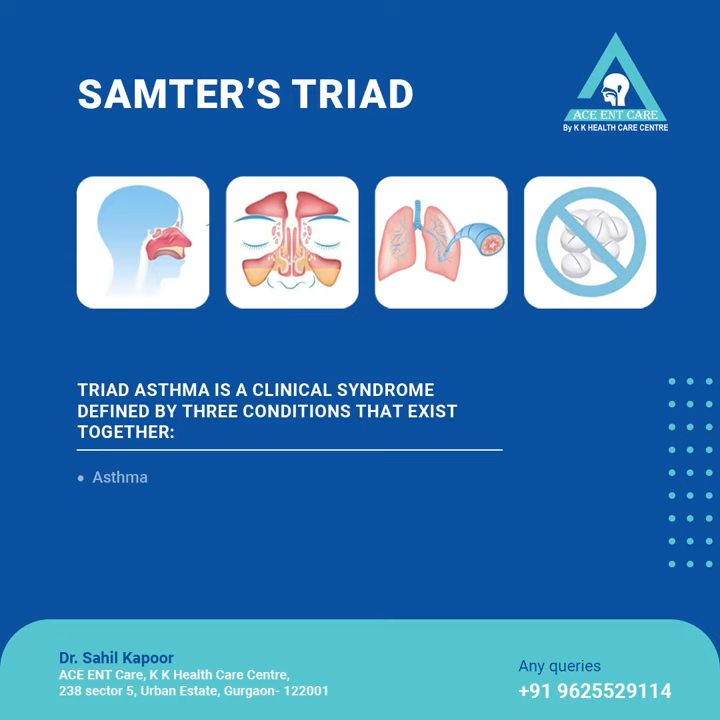 SAMTER’S TRIAD
ACE ENT CARE
By K K HEALTH CARE CENTRE
TRIAD ASTHMA IS A CLINICAL SYNDROME
DEFINED BY THREE CONDITIONS THAT EXIST
TOGETHER:
• Asthma
Dr. Sahil Kapoor
ACE ENT Care, K K Health Care Centre,
238 sector 5, Urban Estate, Gurgaon- 122001
Any queries
+91 9625529114